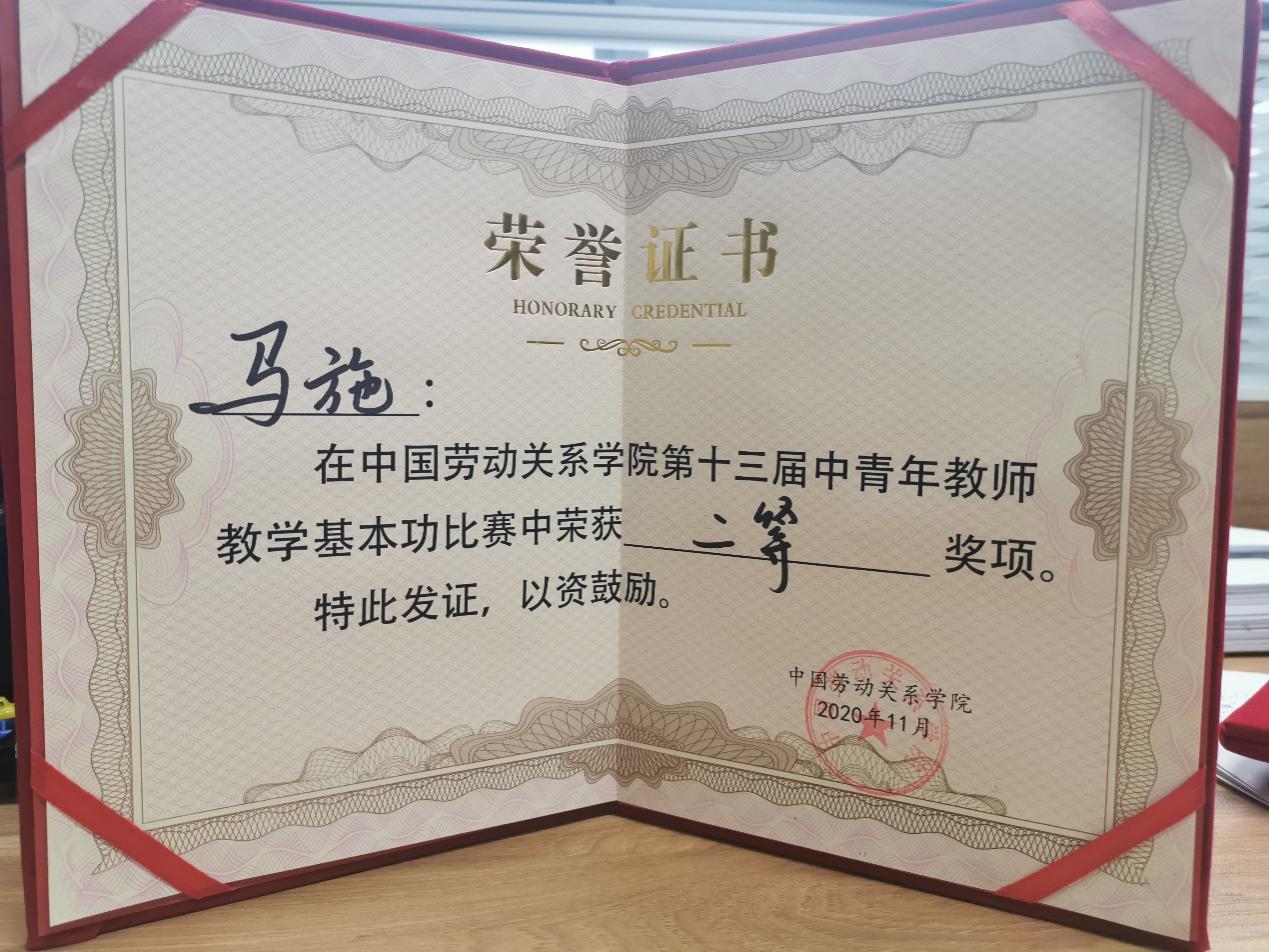 荣誉证书
HONORARY CREDENTIAL
马施：
在中国劳动关系学院第十三届中青年教师
教学基本功比赛中荣获二等奖项。
特此发证，以资鼓励。
中国劳动关系学院
2020年11月